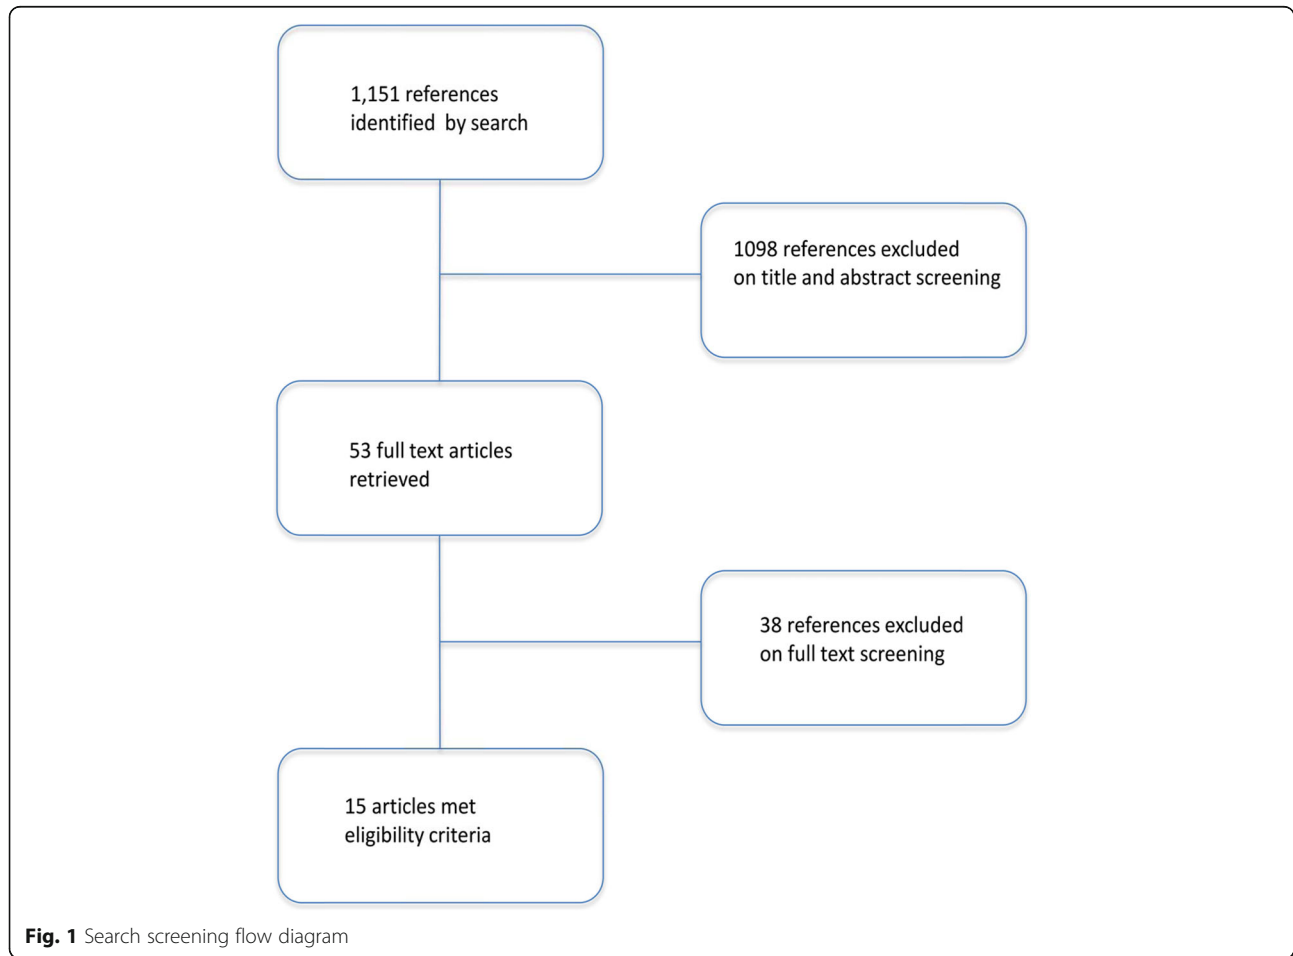 1,151 references
identified by search
1098 references excluded
on title and abstract screening
53 full text articles
retrieved
38 references excluded
on full text screening
15 articles met
eligibility criteria
Fig. 1 Search screening flow diagram